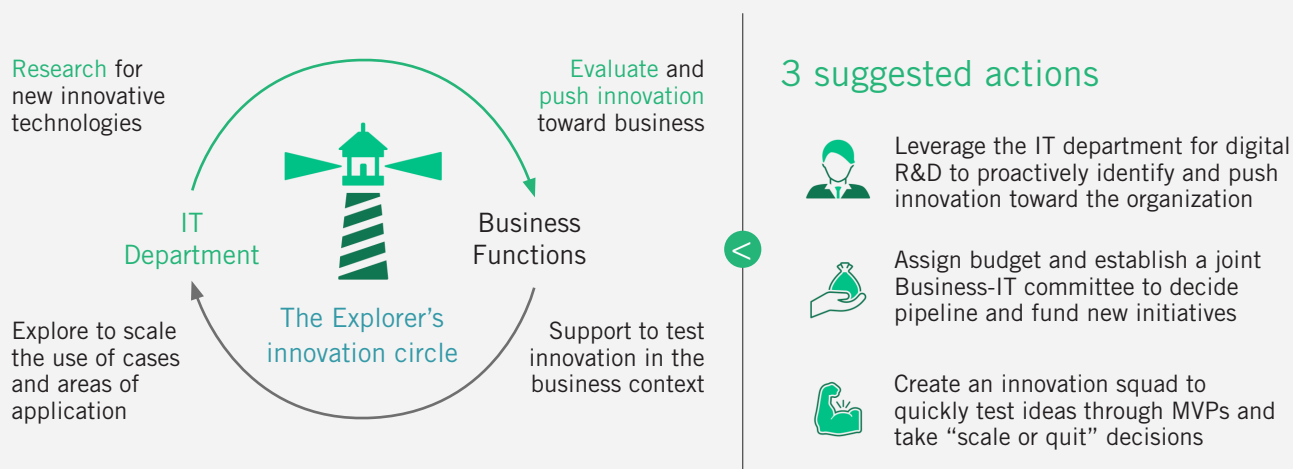 Research for
new innovative
technologies
Evaluate and
push innovation
toward business
IT
Department
Business
Functions
The Explorer's
innovation circle
Explore to scale
the use of cases
and areas of
application
Support to test
innovation in the
business context
<
3 suggested actions
Leverage the IT department for digital
R&D to proactively identify and push
innovation toward the organization
Assign budget and establish a joint
Business-IT committee to decide
pipeline and fund new initiatives
Create an innovation squad to
quickly test ideas through MVPs and
take “scale or quit” decisions